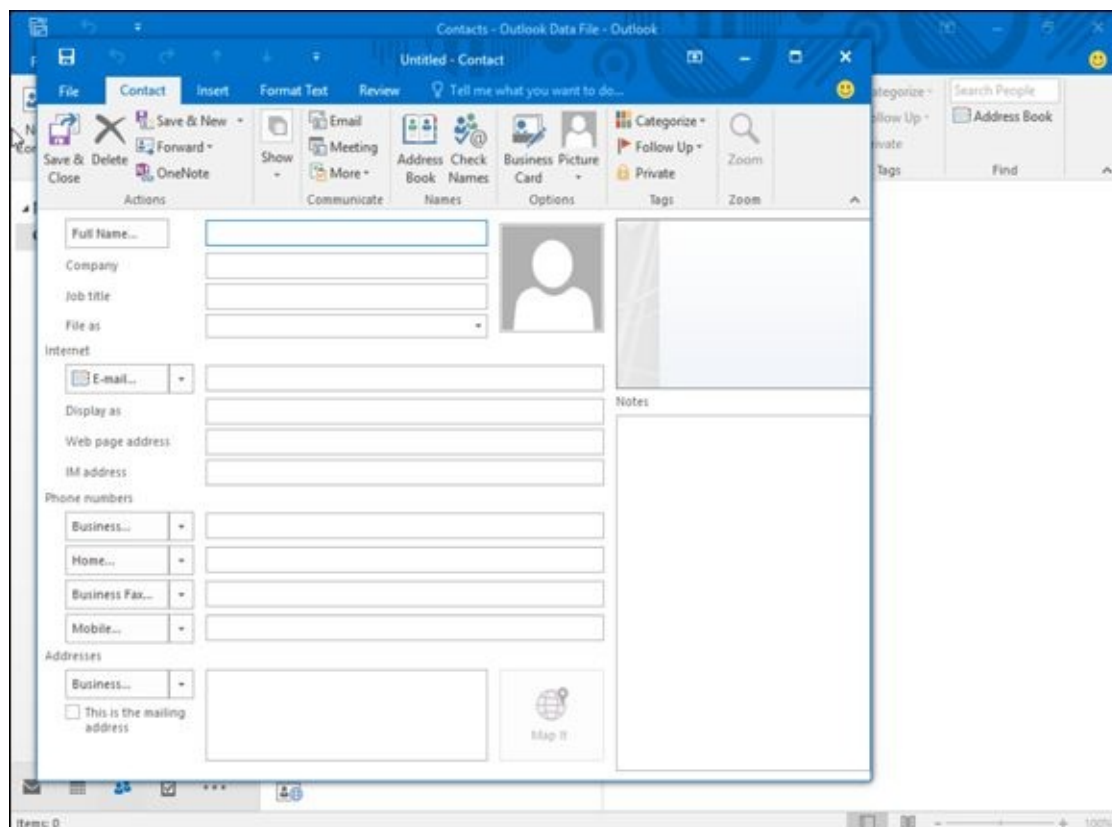 Contacts - Outlook Data File - Outlook
Untitled - Contact
File Contact Insert Format Text Review Tell me what you want to do...
Save & Close
Delete
Save & New
Forward
OneNote
Actions
Show
Email
Meeting
More
Communicate
Address Book
Check Names
Names
Business Card
Picture
Options
Categorize
Follow Up
Private
Tags
Zoom
Zoom
Search People
Address Book
Tags
Find
Full Name...
Company
Job title
File as
Internet
E-mail...
Display as
Web page address
IM address
Phone numbers
Business...
Home...
Business Fax...
Mobile...
Addresses
Business...
This is the mailing
address
Map It
Notes
Items: 0
100%